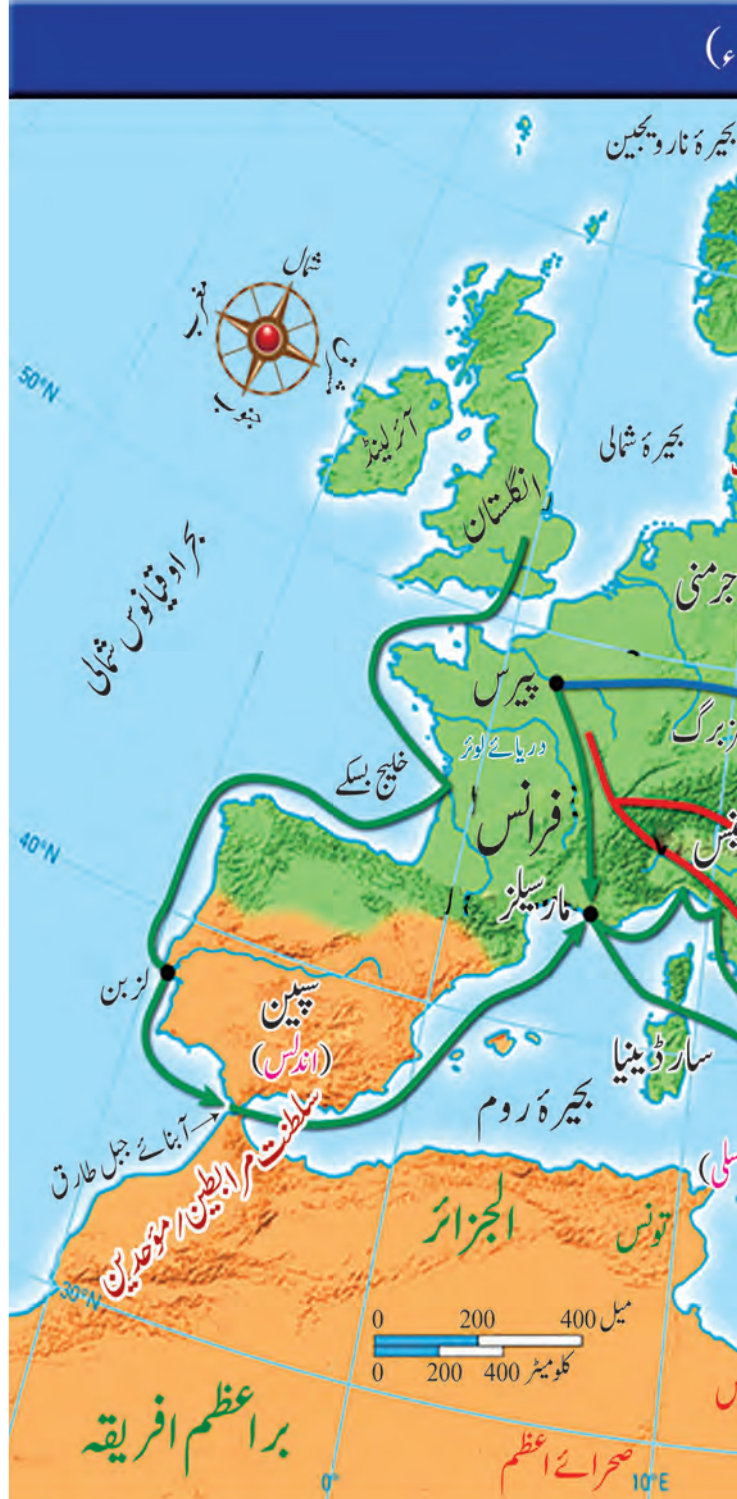 ء)
بحیرۂ نارویجین
شمال
مغرب
مشرق
جنوب
50°N
آئرلینڈ
بحیرۂ شمالی
انگلستان
بحر اوقیانوس شمالی
جرمنی
پیرس
دریائے لوئر
خلیج بسکے
فرانس
40°N
مارسیلز
لزبن
سپین
(اندلس)
سارڈینیا
بحیرۂ روم
آبنائے جبل طارق
سلطنت مرابطین/مؤحدین
الجزائر
تونس
30°N
0 200 400 میل
0 200 400 کلومیٹر
براعظم افریقہ
صحرائے اعظم
0°
10°E